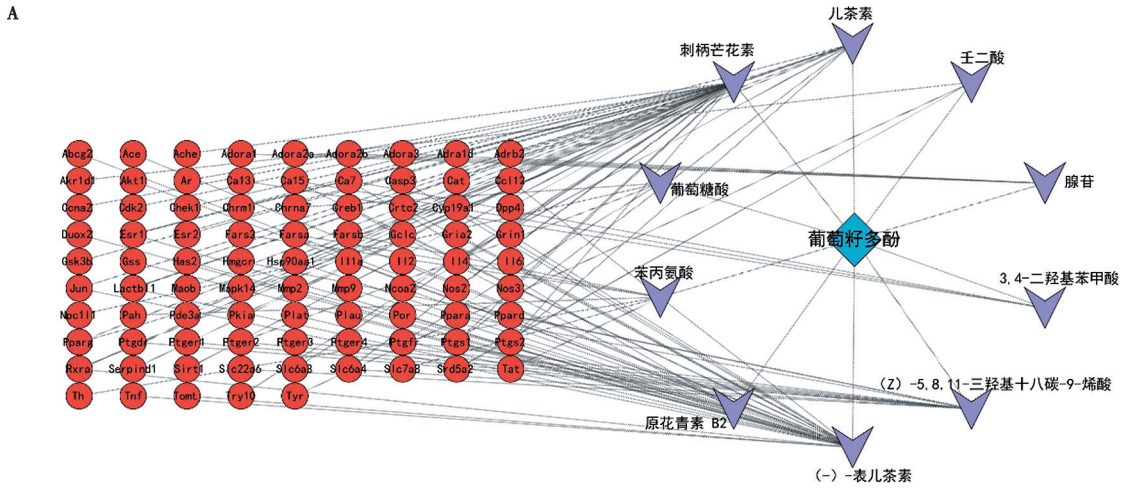 A
儿茶素
刺柄芒花素
壬二酸
Abcg2 Ace Ache Adora1 Adora2a Adora2b Adora3 Adra1d Adrb2
Akr1d1 Akt1 Ar Ca13 Ca15 Ca7 Casp3 Cat Ccl12
腺苷
葡萄糖酸
Ccna2 Cdk2 Chek1 Chrm1 Chrna7 Creb1 Crtc2 Cyp19a1 Dpp4
Duox2 Esr1 Esr2 Fars2 Farsa Farsb Gclc Gria2 Grin1
葡萄籽多酚
Gsk3b Gss Has2 Hmgcr Hsp90aa1 Il1a Il2 Il4 Il6
苯丙氨酸
3,4-二羟基苯甲酸
Jun Lactbl1 Maob Mapk14 Mmp2 Mmp9 Ncoa2 Nos2 Nos3
Npc1l1 Pah Pde3a Pkia Plat Plau Por Ppara Ppard
Pparg Ptgdr Ptger1 Ptger2 Ptger3 Ptger4 Ptgfr Ptgs1 Ptgs2
Rxra Serpind1 Sirt1 Slc22a6 Slc6a3 Slc6a4 Slc7a8 Srd5a2 Tat
(Z)-5,8,11-三羟基十八碳-9-烯酸
Th Tnf Tomt Try10 Tyr
原花青素 B2
(-)-表儿茶素